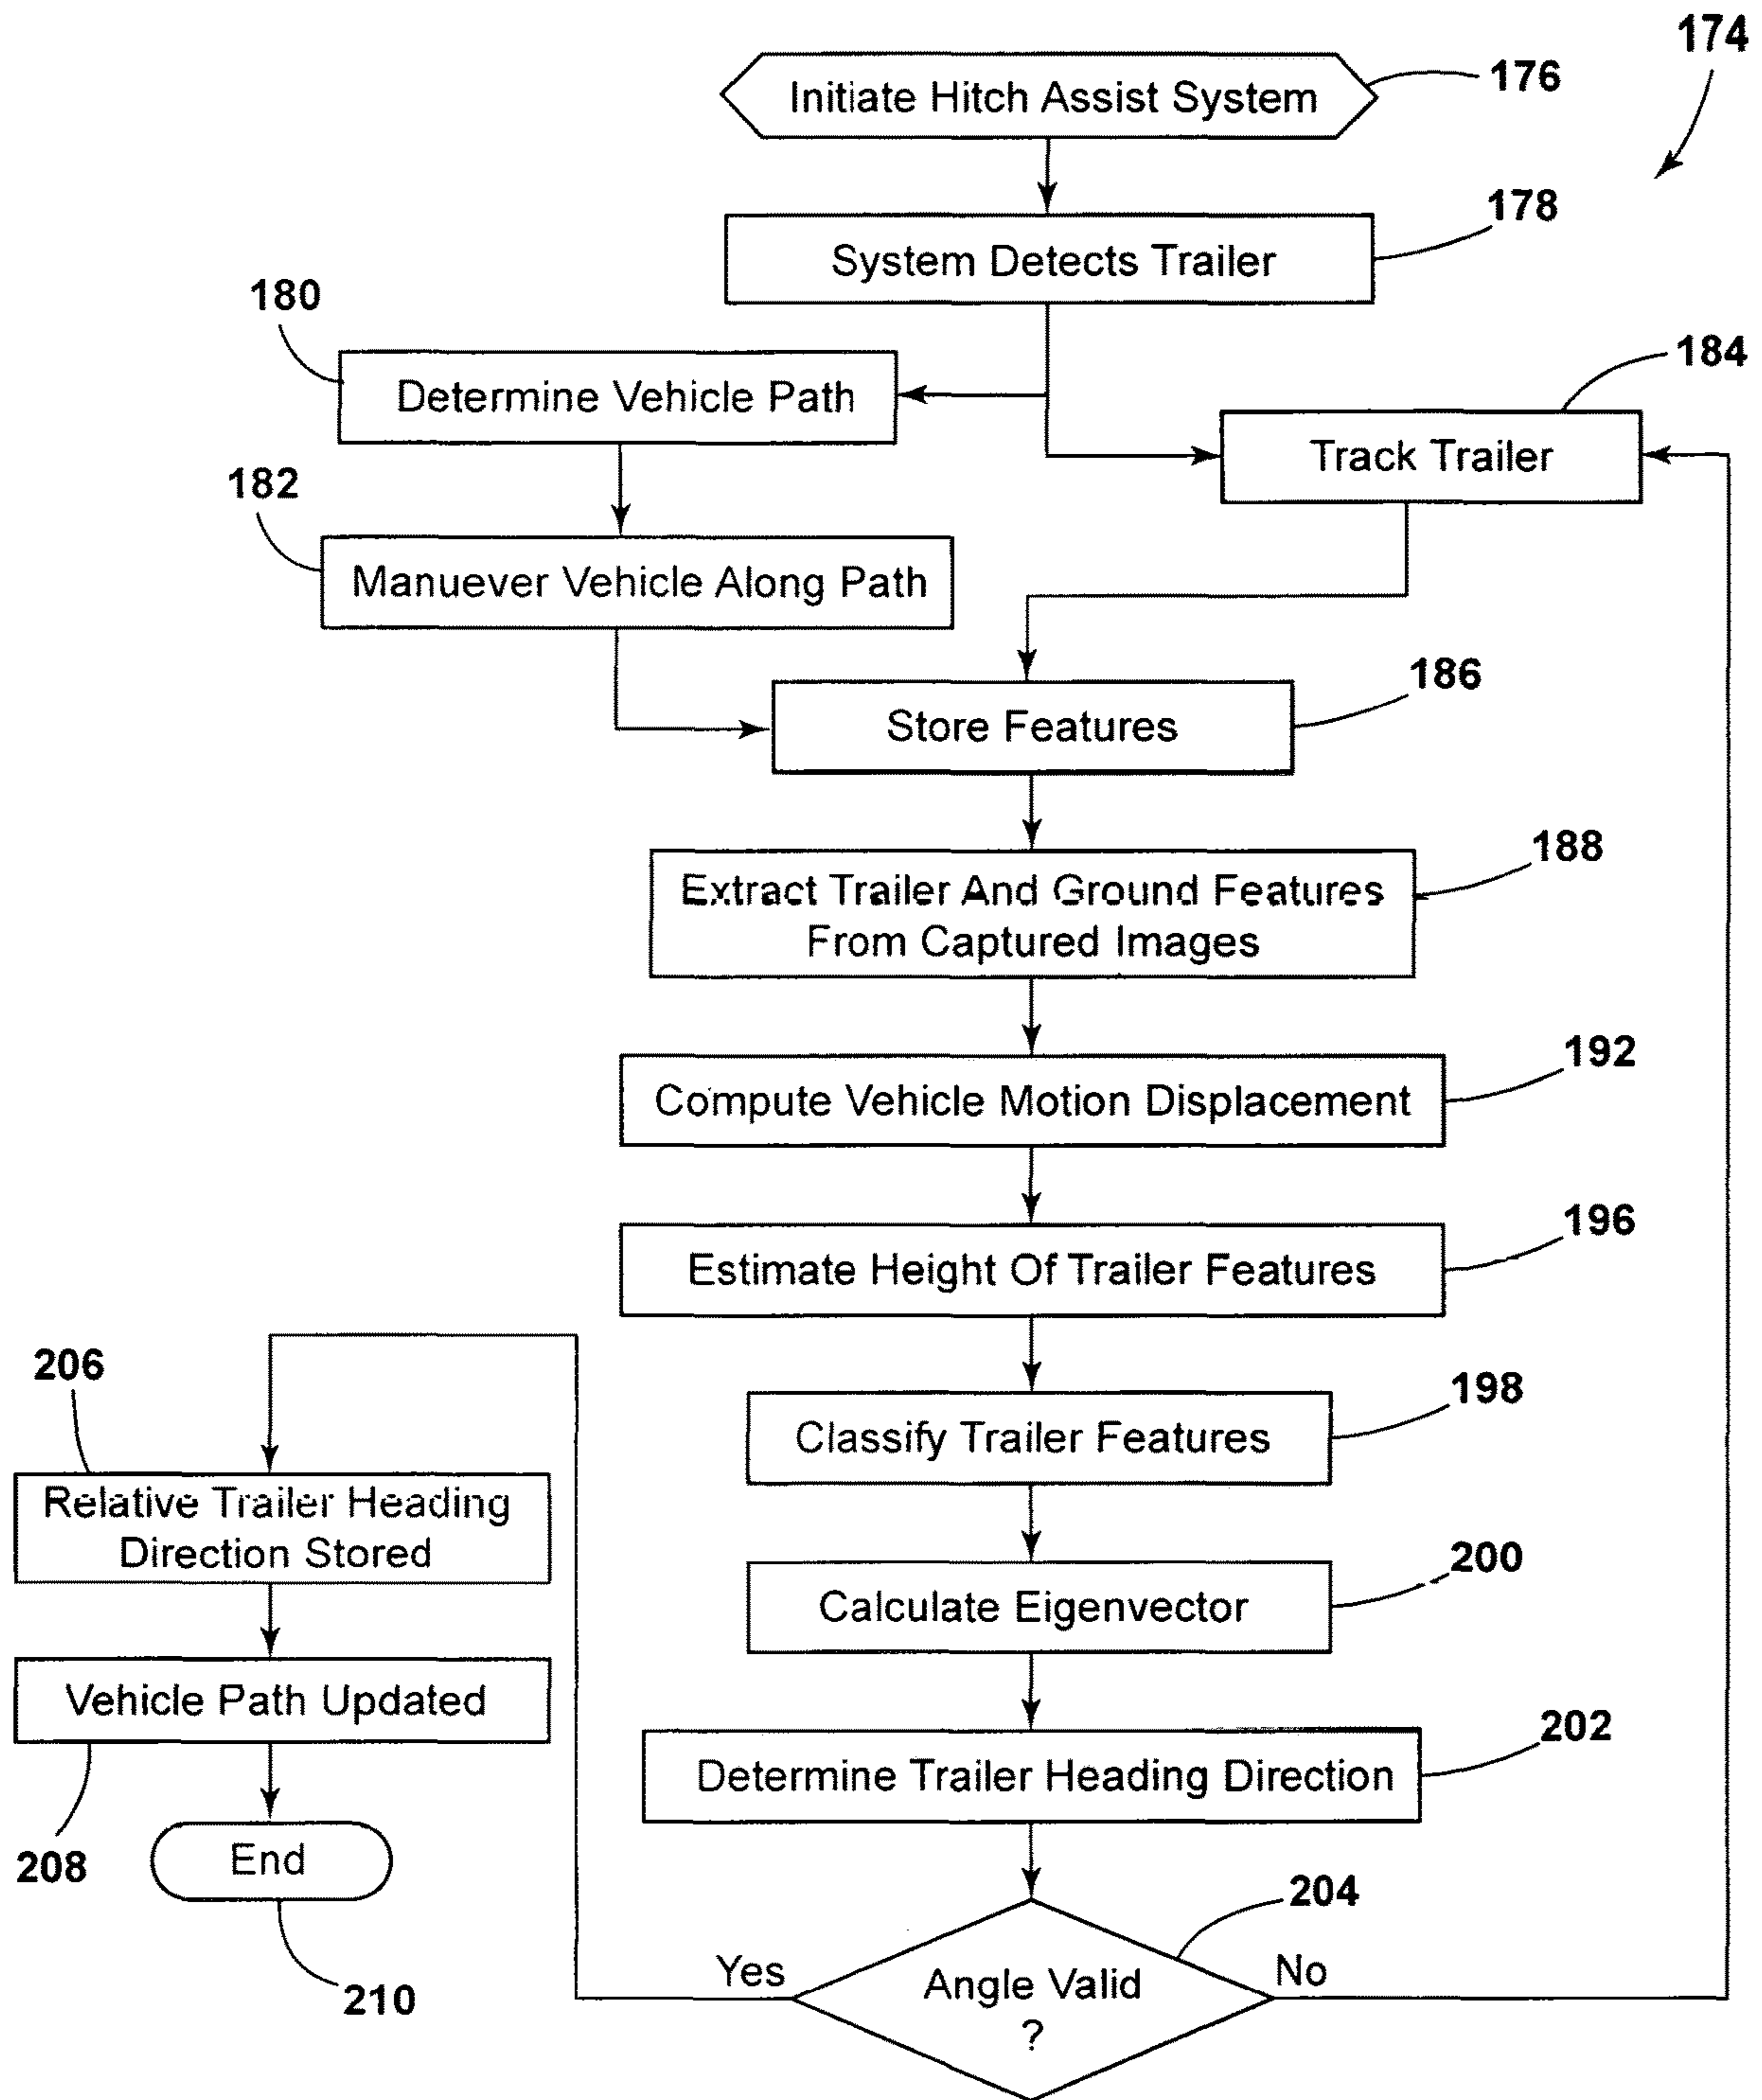 174
Initiate Hitch Assist System
176
178
System Detects Trailer
180
184
Determine Vehicle Path
Track Trailer
182
Manuever Vehicle Along Path
186
Store Features
188
Extract Trailer And Ground Features
From Captured Images
192
Compute Vehicle Motion Displacement
196
Estimate Height Of Trailer Features
206
198
Classify Trailer Features
Relative Trailer Heading
Direction Stored
200
Calculate Eigenvector
Vehicle Path Updated
202
Determine Trailer Heading Direction
208
End
204
210
Yes
No
Angle Valid
?